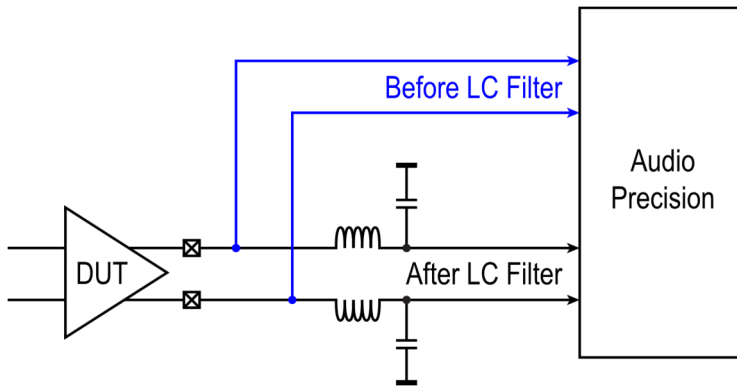 Before LC Filter
Audio
Precision
DUT
After LC Filter